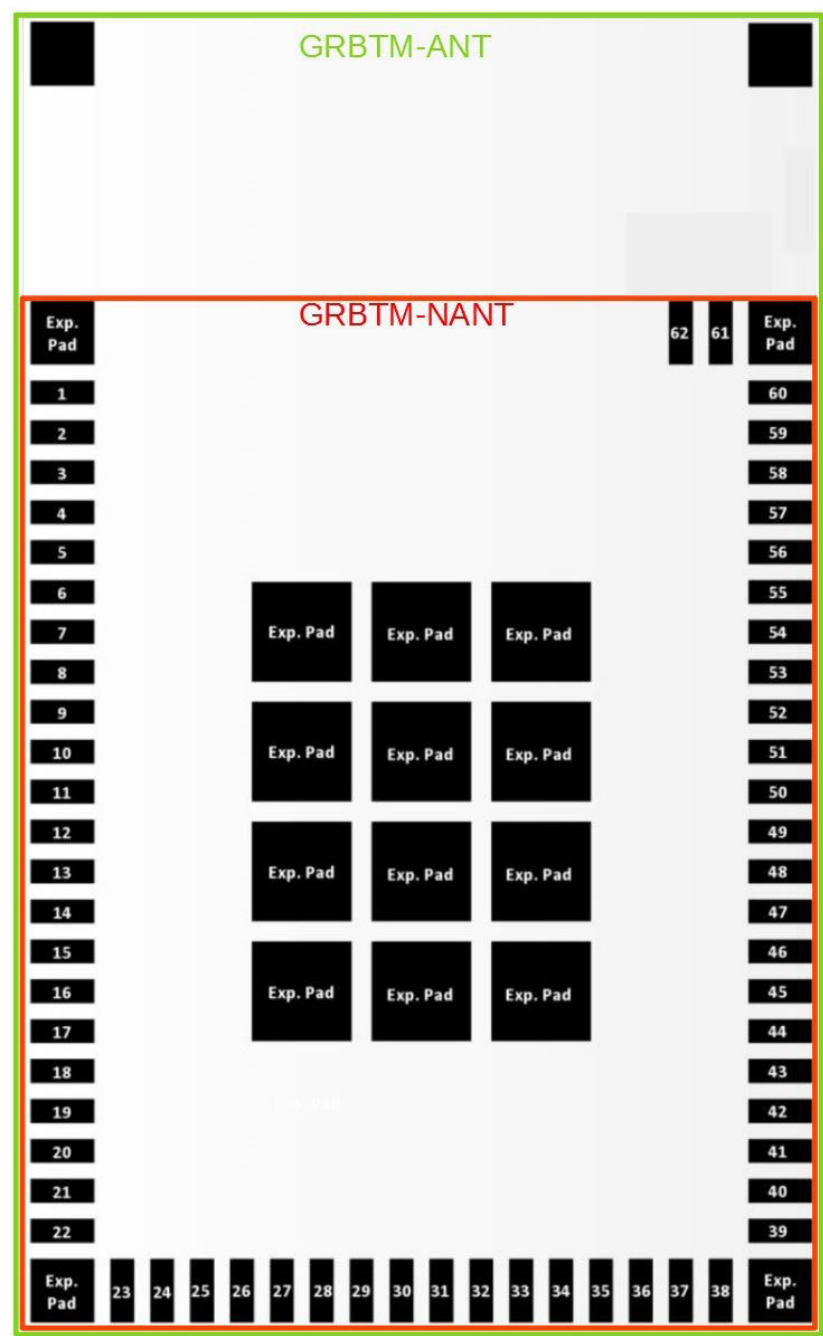 GRBTM-ANT
GRBTM-NANT
Exp.
Pad
62 61
Exp.
Pad
1 60
2 59
3 58
4 57
5 56
6 55
7 Exp. Pad Exp. Pad Exp. Pad 54
8 53
9 52
10 Exp. Pad Exp. Pad Exp. Pad 51
11 50
12 49
13 Exp. Pad Exp. Pad Exp. Pad 48
14 47
15 46
16 Exp. Pad Exp. Pad Exp. Pad 45
17 44
18 43
19 42
20 41
21 40
22 39
Exp.
Pad
23 24 25 26 27 28 29 30 31 32 33 34 35 36 37 38
Exp.
Pad